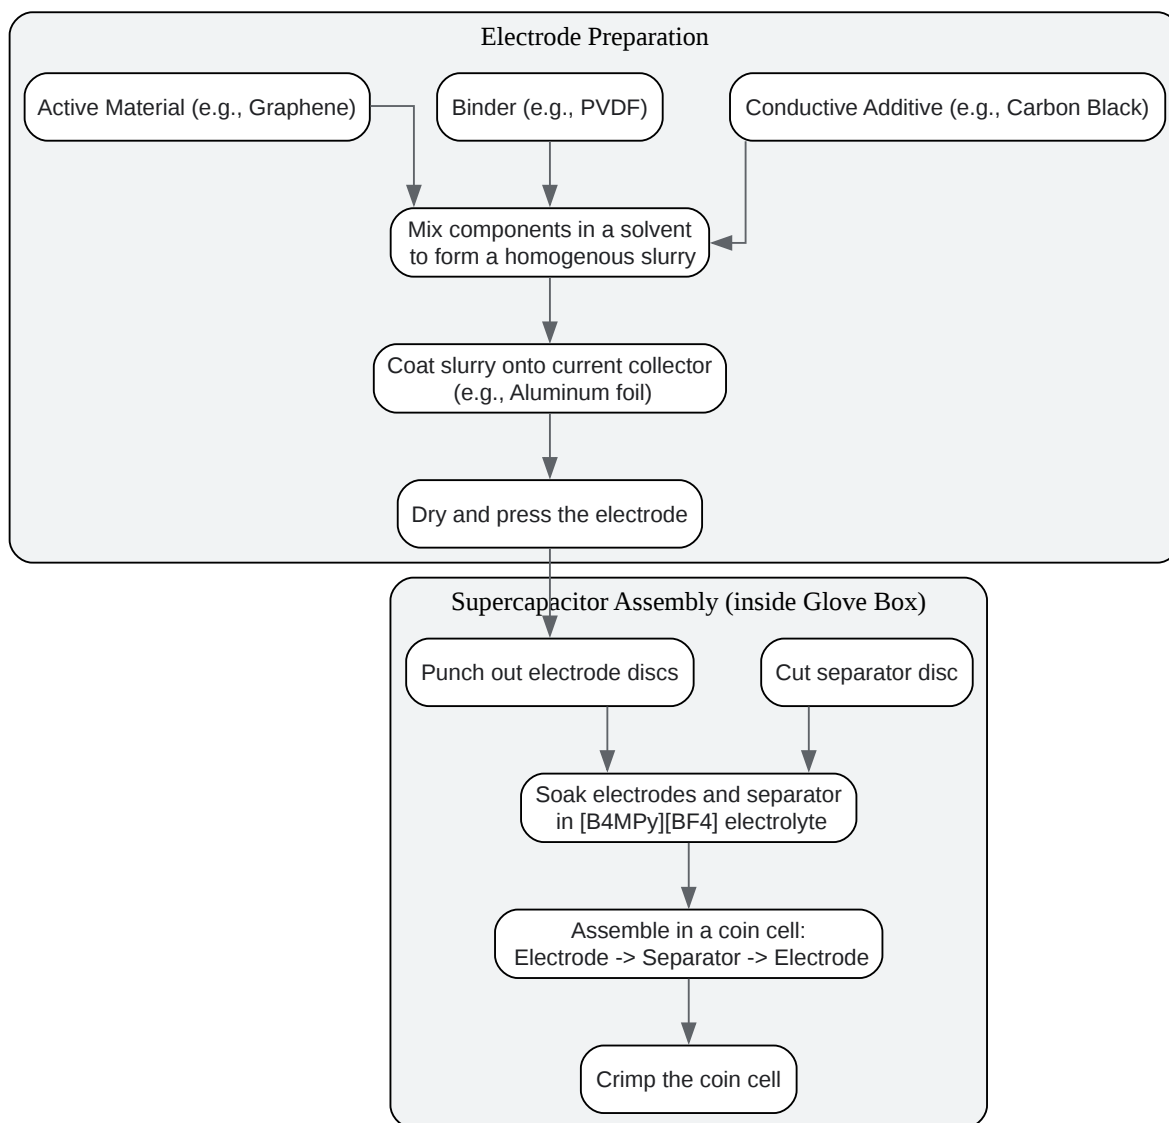 Electrode Preparation
Active Material (e.g., Graphene)
Binder (e.g., PVDF)
Conductive Additive (e.g., Carbon Black)
Mix components in a solvent
to form a homogenous slurry
Coat slurry onto current collector
(e.g., Aluminum foil)
Dry and press the electrode
Supercapacitor Assembly (inside Glove Box)
Punch out electrode discs
Cut separator disc
Soak electrodes and separator
in [B4MPy][BF4] electrolyte
Assemble in a coin cell:
Electrode -> Separator -> Electrode
Crimp the coin cell